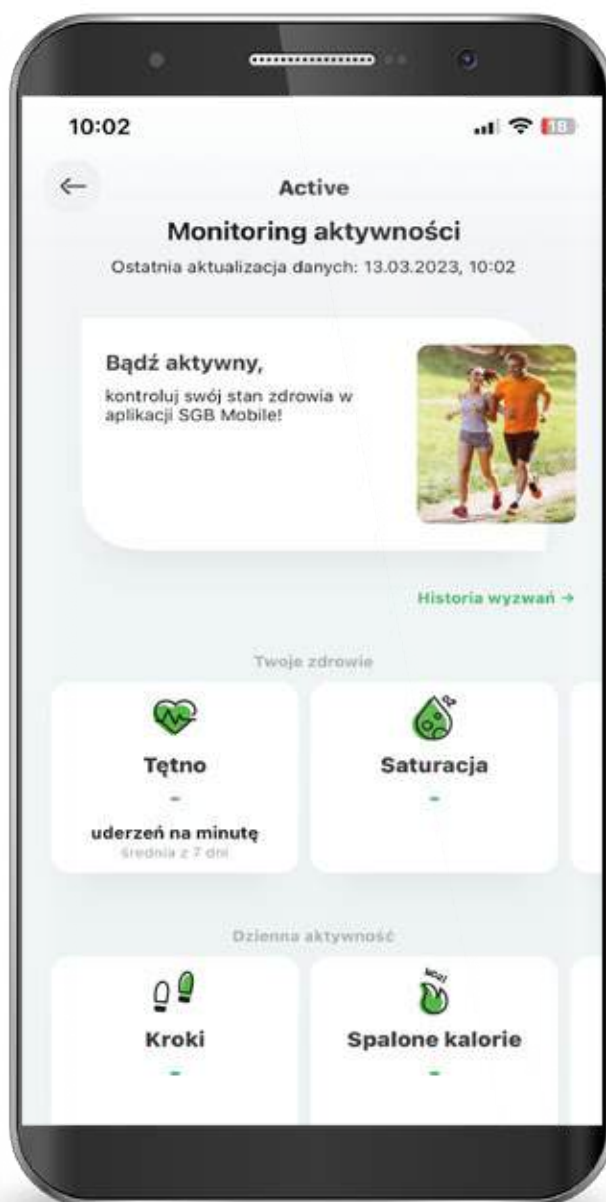 10:02
18
Active
Monitoring aktywności
Ostatnia aktualizacja danych: 13.03.2023, 10:02
Bądź aktywny,
kontroluj swój stan zdrowia w
aplikacji SGB Mobile!
Historia wyzwań →
Twoje zdrowie
O2
Tętno
Saturacja
-
-
uderzeń na minutę
średnia z 7 dni
Dzienna aktywność
Kroki
Spalone kalorie
-
-